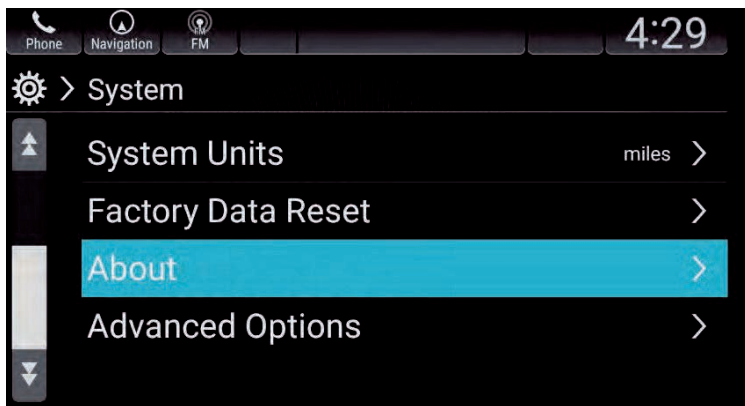 Phone
Navigation
FM
4:29
System
System Units
miles
Factory Data Reset
About
Advanced Options